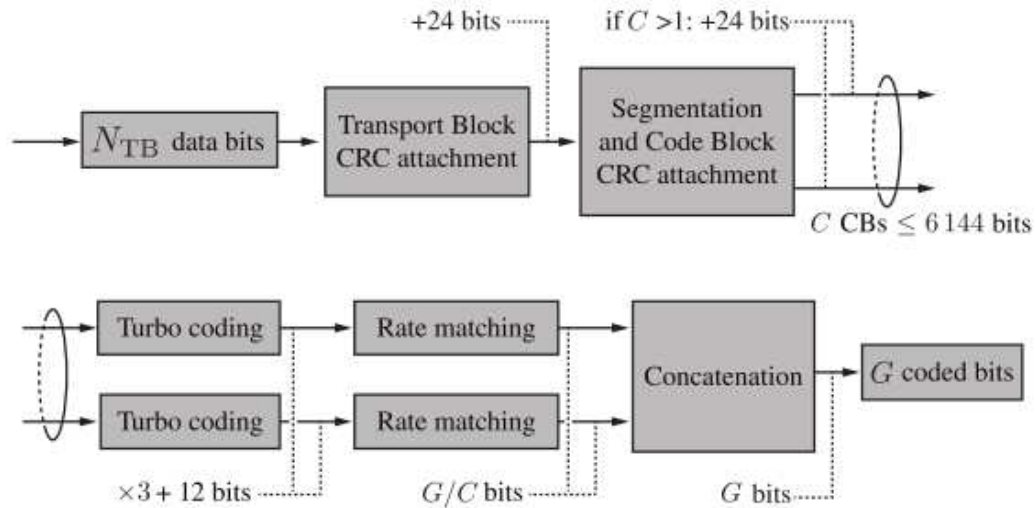 +24 bits
if C >1: +24 bits
N_TB data bits
Transport Block
CRC attachment
Segmentation
and Code Block
CRC attachment
C CBs ≤ 6 144 bits
Turbo coding
Rate matching
Turbo coding
Rate matching
Concatenation
G coded bits
×3 + 12 bits
G/C bits
G bits